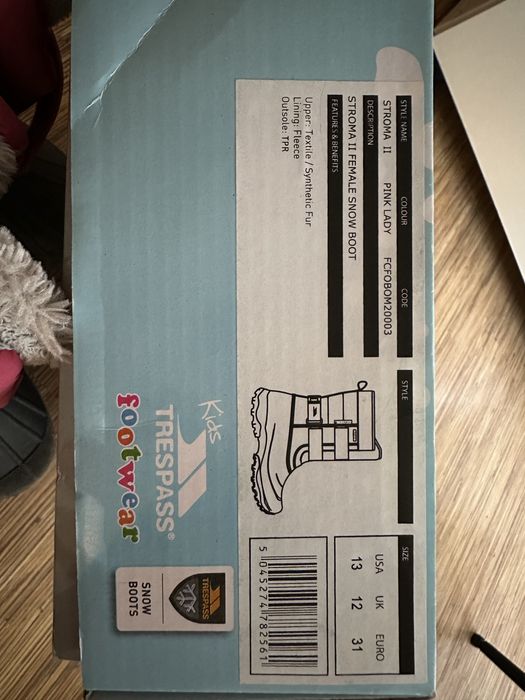 STYLE NAME COLOUR CODE
STROMA II PINK LADY FCFOBOM20003
DESCRIPTION
STROMA II FEMALE SNOW BOOT
FEATURES & BENEFITS
Upper: Textile / Synthetic Fur
Lining: Fleece
Outsole: TPR
STYLE
SIZE
USA UK EURO
13 12 31
5 045274 782561
Kids
TRESPASS®
footwear
TRESPASS
SNOW
BOOTS